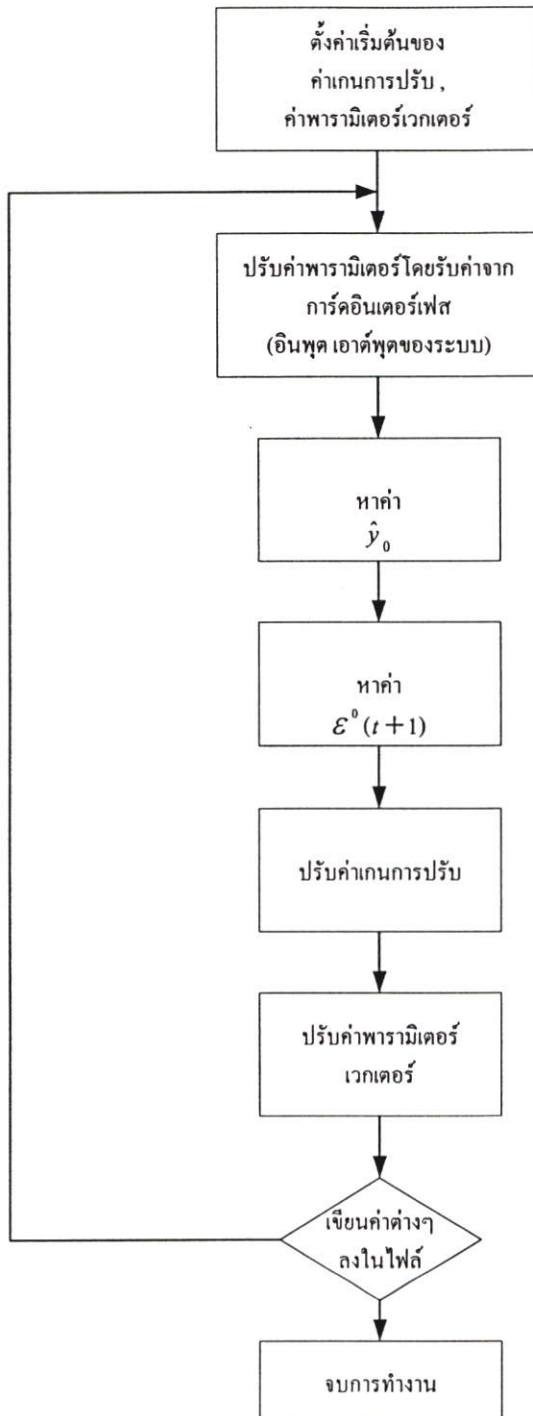 ตั้งค่าเริ่มต้นของ
ค่าเกนการปรับ ,
ค่าพารามิเตอร์เวกเตอร์
ปรับค่าพารามิเตอร์โดยรับค่าจาก
การ์ดอินเตอร์เฟส
(อินพุต เอาต์พุตของระบบ)
หาค่า
ŷ₀
หาค่า
ε⁰(t+1)
ปรับค่าเกนการปรับ
ปรับค่าพารามิเตอร์
เวกเตอร์
เขียนค่าต่างๆ
ลงในไฟล์
จบการทำงาน